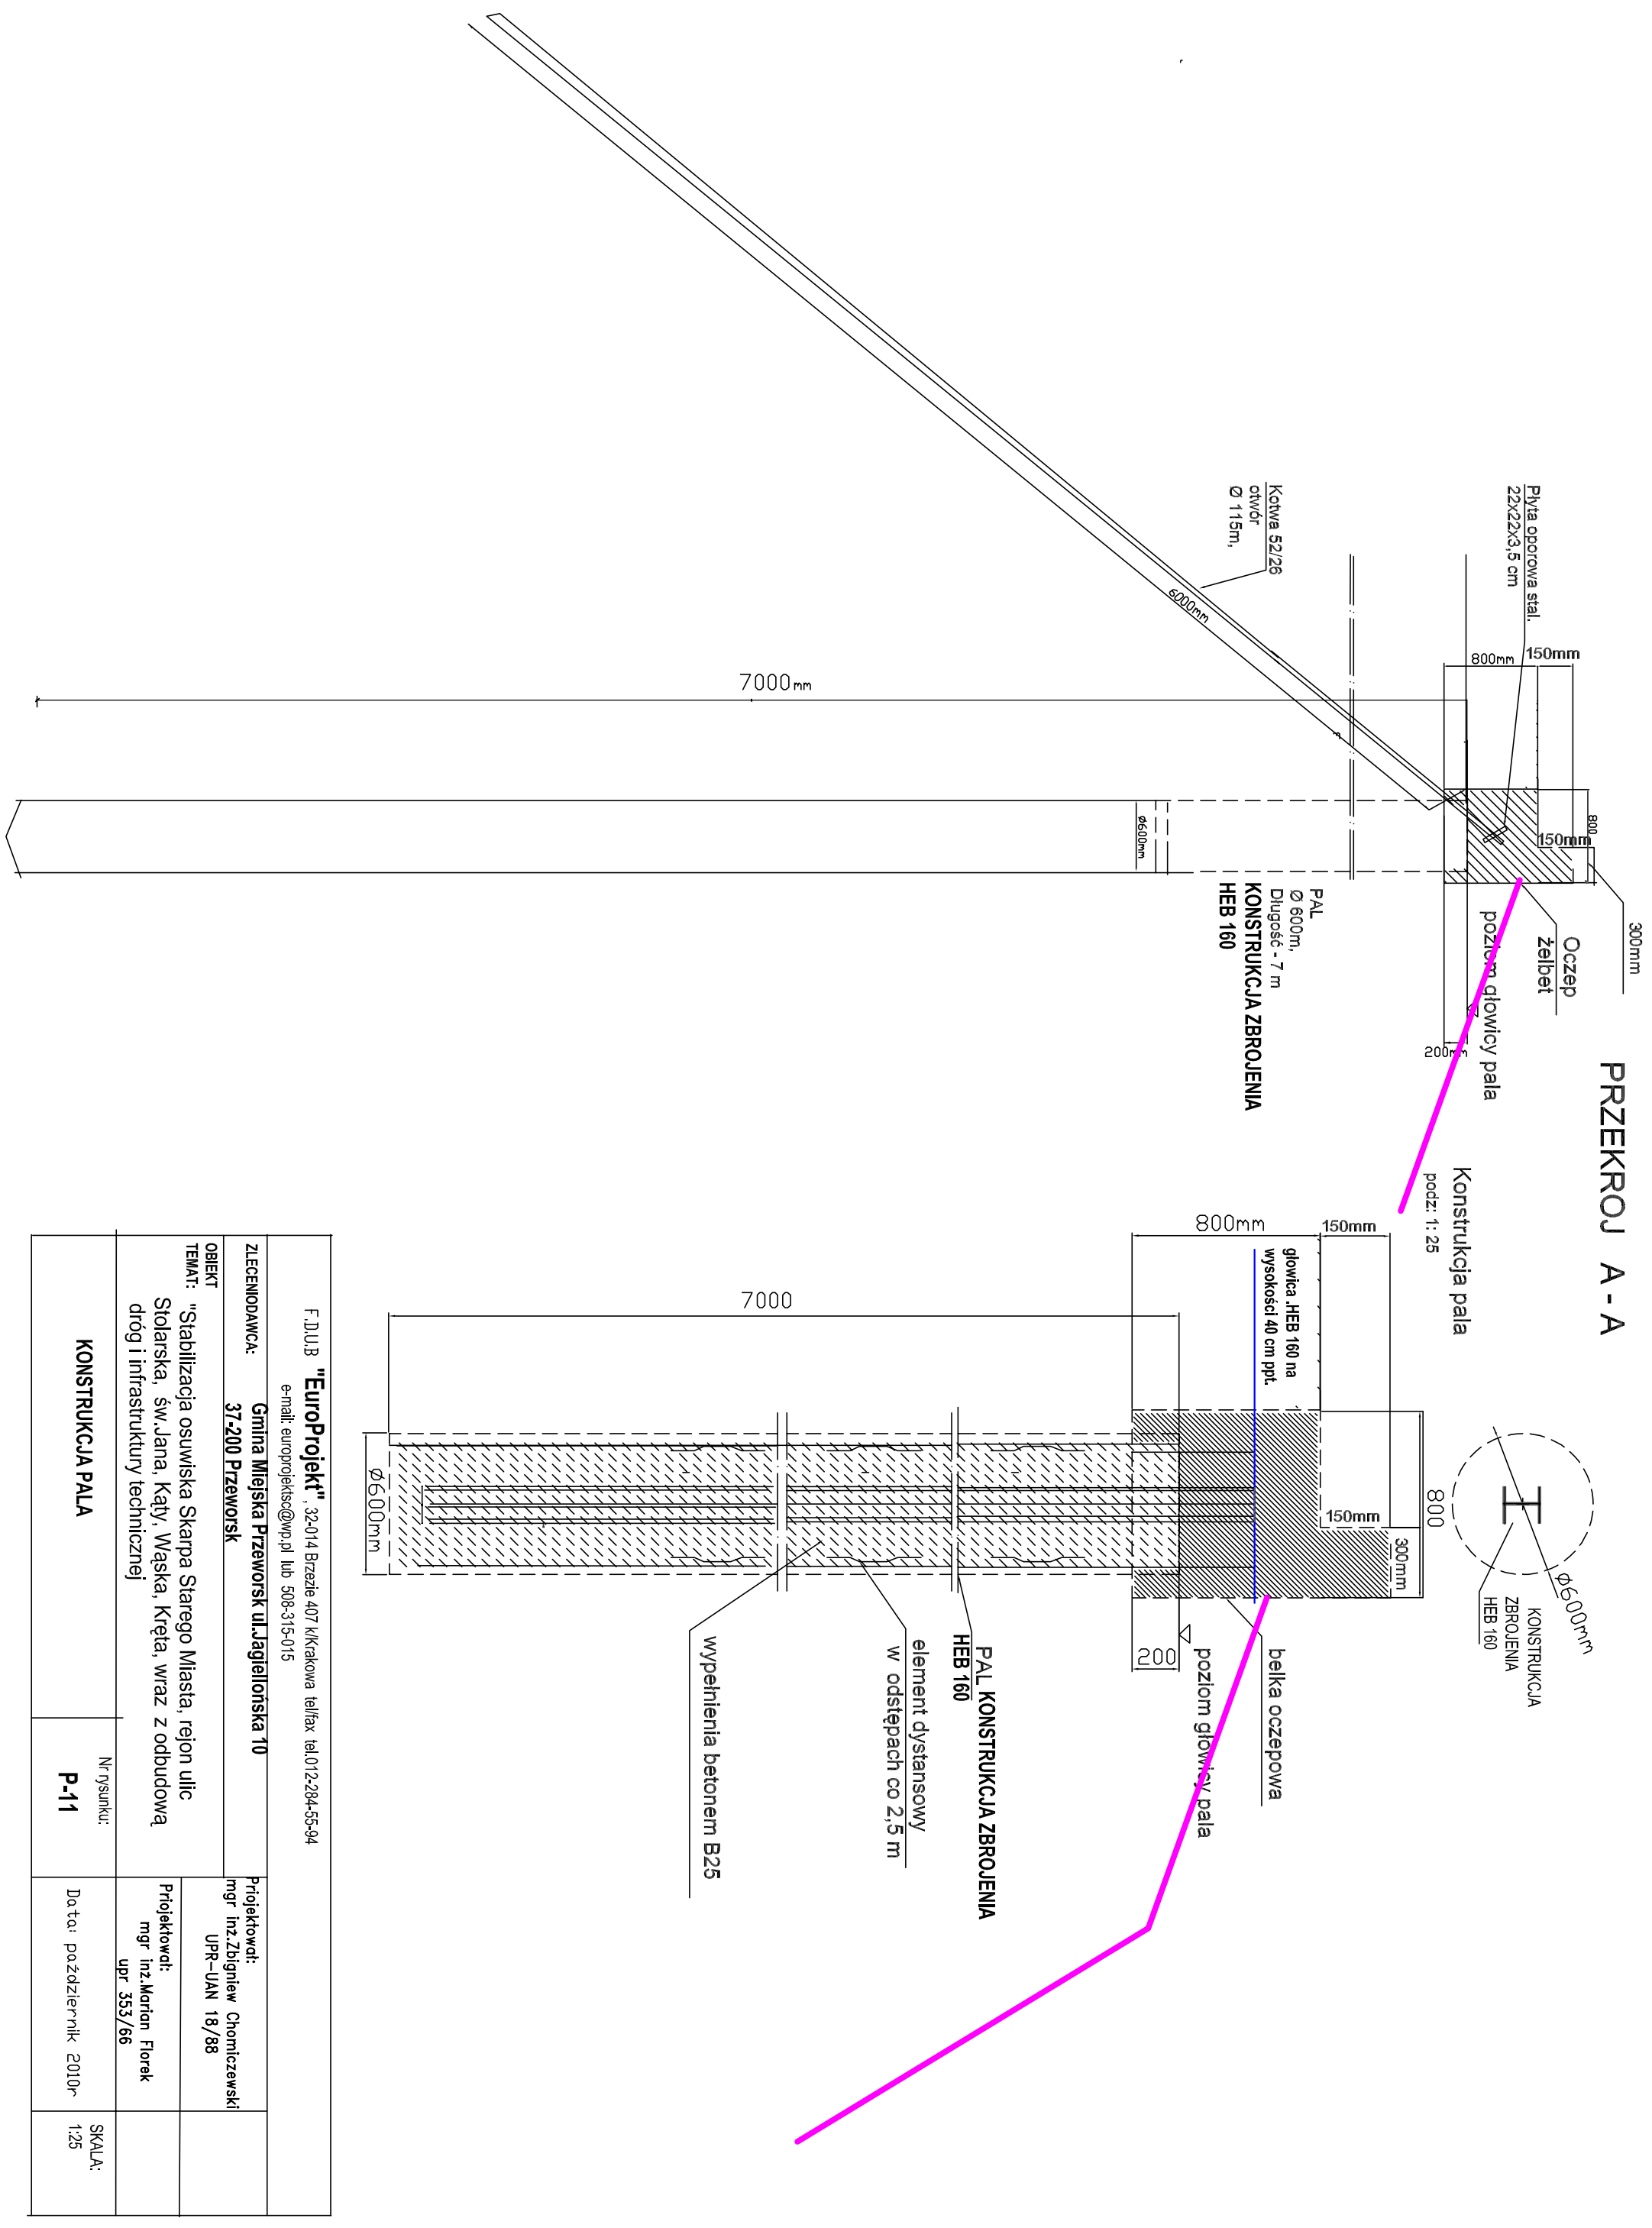 PRZEKROJ A - A
Płyta oporowa stal.
22x22x3,5 cm
Kotwa 52/26
otwór
Ø 115m,
6000mm
800mm
150mm
800
150mm
300mm
7000mm
Ø600mm
Oczep
żelbet
poziom głowicy pala
200mm
PAL
Ø 600m,
Długość - 7 m
KONSTRUKCJA ZBROJENIA
HEB 160
Konstrukcja pala
podz: 1: 25
Ø600mm
KONSTRUKCJA
ZBROJENIA
HEB 160
800mm
150mm
głowica .HEB 160 na
wysokości 40 cm ppt.
800
150mm
300mm
7000
Ø600mm
200
belka oczepowa
poziom głowicy pala
PAL KONSTRUKCJA ZBROJENIA
HEB 160
element dystansowy
w odstępach co 2,5 m
wypełnienia betonem B25
F.D.U.B "EuroProjekt", 32-014 Brzezie 407 k/Krakowa tel/fax tel.012-284-55-94
e-mail: europrojektsc@wp.pl lub 508-315-015
ZLECENIODAWCA:
Gmina Miejska Przeworsk ul.Jagiellońska 10
37-200 Przeworsk
OBIEKT
TEMAT: "Stabilizacja osuwiska Skarpa Starego Miasta, rejon ulic
Stolarska, św.Jana, Kąty, Wąska, Kręta, wraz z odbudową
dróg i infrastruktury technicznej
Priojektował:
mgr inż.Zbigniew Chomiczewski
UPR-UAN 18/88
Priojektował:
mgr inż.Marian Florek
upr 353/66
KONSTRUKCJA PALA
Nr rysunku:
P-11
Data: październik 2010r
SKALA:
1:25